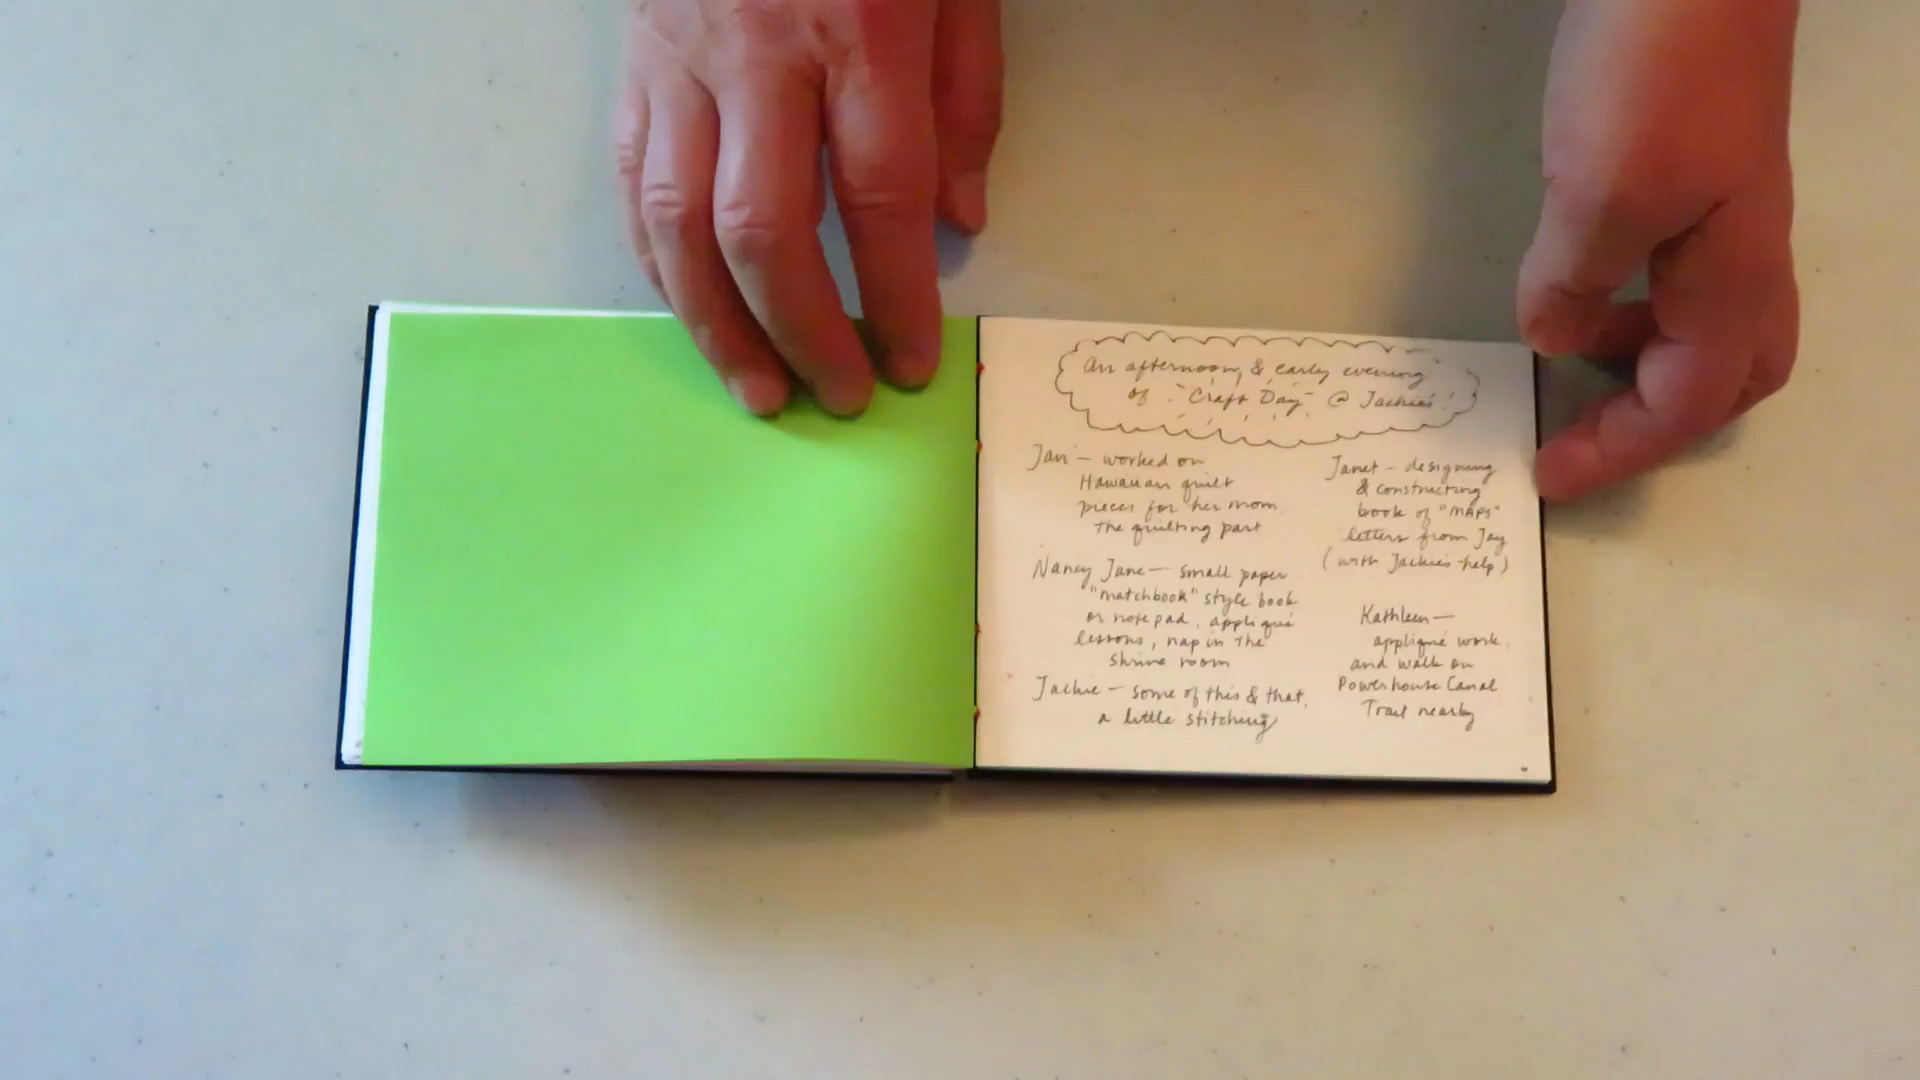 An afternoon & early evening
of "Craft Day" @ Jackie's!
Javi — worked on
Hawaiian quilt
pieces for her mom.
The quilting part
Nancy Jane — small paper
"matchbook" style book
or note pad, appliqué
lessons, nap in the
shrine room
Jackie — some of this & that,
a little stitching
Janet – designing
& constructing
book of "MAPS"
letters from Jay
(with Jackie's help)
Kathleen —
appliqué work,
and walk on
Powerhouse Canal
Trail nearby